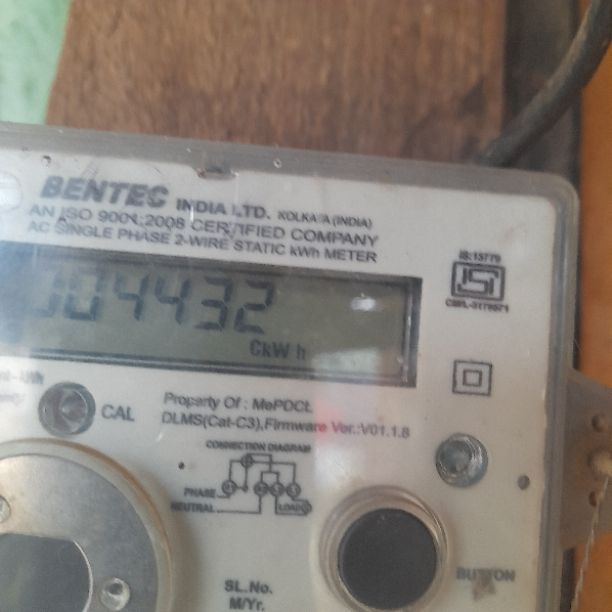 BENTEC INDIA LTD. KOLKATA (INDIA)
AN ISO 9001:2008 CERTIFIED COMPANY
AC SINGLE PHASE 2-WIRE STATIC kWh METER
IS:13779
ISI
04432
CkW h
CAL
Property Of : MePDCL
DLMS(Cat-C3),Firmware Ver.:V01.1.8
CONNECTION DIAGRAM
PHASE
NEUTRAL
LOAD
BUTTON
SL.No.
M/Yr.